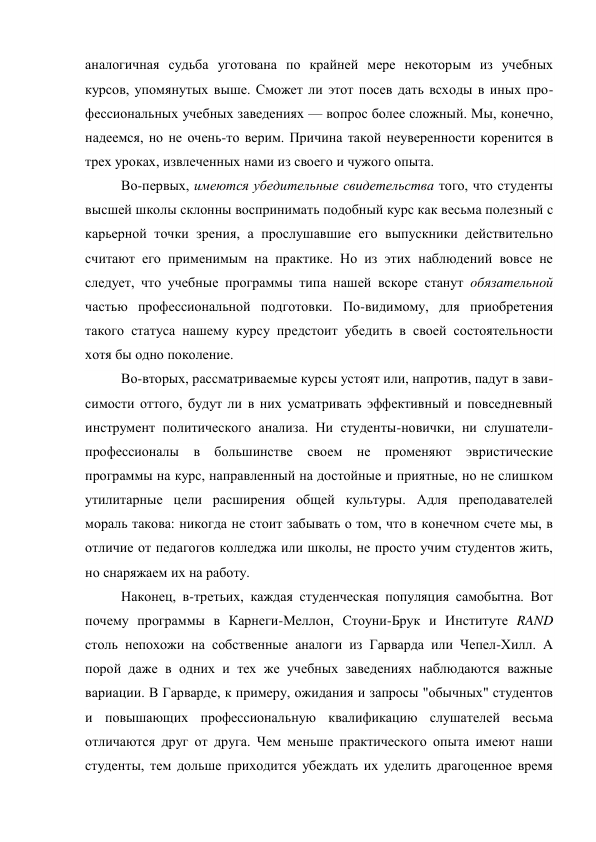 аналогичная судьба уготована по крайней мере некоторым из учебных
курсов, упомянутых выше. Сможет ли этот посев дать всходы в иных про-
фессиональных учебных заведениях — вопрос более сложный. Мы, конечно,
надеемся, но не очень-то верим. Причина такой неуверенности коренится в
трех уроках, извлеченных нами из своего и чужого опыта.
Во-первых, имеются убедительные свидетельства того, что студенты
высшей школы склонны воспринимать подобный курс как весьма полезный с
карьерной точки зрения, а прослушавшие его выпускники действительно
считают его применимым на практике. Но из этих наблюдений вовсе не
следует, что учебные программы типа нашей вскоре станут обязательной
частью профессиональной подготовки. По-видимому, для приобретения
такого статуса нашему курсу предстоит убедить в своей состоятельности
хотя бы одно поколение.
Во-вторых, рассматриваемые курсы устоят или, напротив, падут в зави-
симости оттого, будут ли в них усматривать эффективный и повседневный
инструмент политического анализа. Ни студенты-новички, ни слушатели-
профессионалы в большинстве своем не променяют эвристические
программы на курс, направленный на достойные и приятные, но не слишком
утилитарные цели расширения общей культуры. Адля преподавателей
мораль такова: никогда не стоит забывать о том, что в конечном счете мы, в
отличие от педагогов колледжа или школы, не просто учим студентов жить,
но снаряжаем их на работу.
Наконец, в-третьих, каждая студенческая популяция самобытна. Вот
почему программы в Карнеги-Меллон, Стоуни-Брук и Институте RAND
столь непохожи на собственные аналоги из Гарварда или Чепел-Хилл. А
порой даже в одних и тех же учебных заведениях наблюдаются важные
вариации. В Гарварде, к примеру, ожидания и запросы "обычных" студентов
и повышающих профессиональную квалификацию слушателей весьма
отличаются друг от друга. Чем меньше практического опыта имеют наши
студенты, тем дольше приходится убеждать их уделить драгоценное время